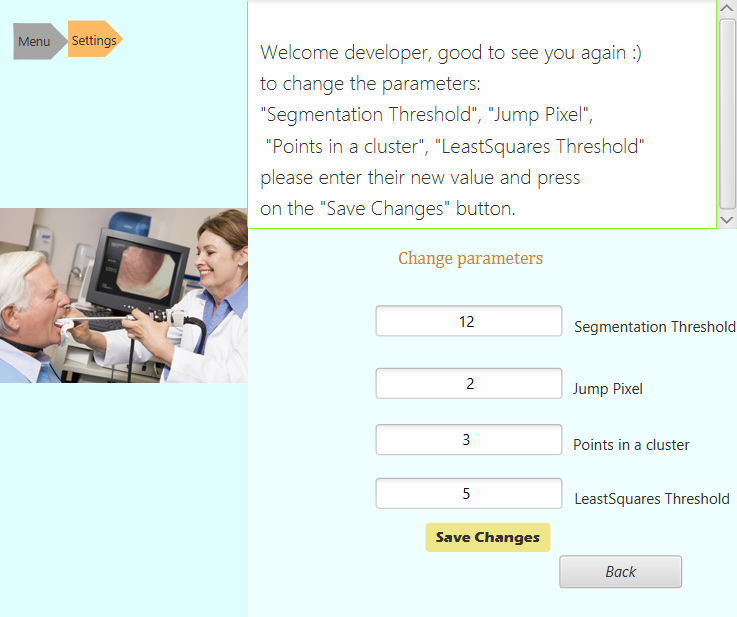 Menu
Settings
Welcome developer, good to see you again :)
to change the parameters:
"Segmentation Threshold", "Jump Pixel",
"Points in a cluster", "LeastSquares Threshold"
please enter their new value and press
on the "Save Changes" button.
Change parameters
12 Segmentation Threshold
2 Jump Pixel
3 Points in a cluster
5 LeastSquares Threshold
Save Changes
Back